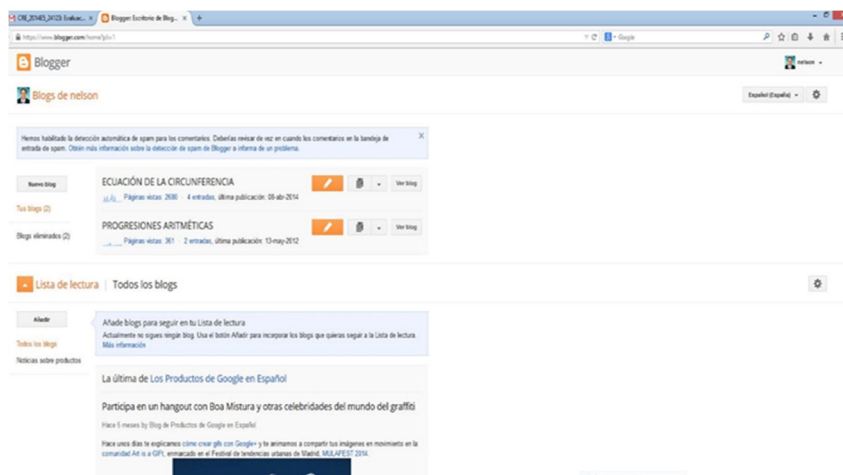 CRE_201415_24123: Evaluac... × Blogger: Escritorio de Blog... × +
https://www.blogger.com/home?pli=1 Google
Blogger nelson
Blogs de nelson Español (España)
Hemos habilitado la detección automática de spam para los comentarios. Deberías revisar de vez en cuando los comentarios en la bandeja de X
entrada de spam. Obtén más información sobre la detección de spam de Blogger o informa de un problema.
Nuevo blog ECUACIÓN DE LA CIRCUNFERENCIA Ver blog
Páginas vistas: 2680 · 4 entradas, última publicación: 08-abr-2014
Tus blogs (2)
Blogs eliminados (2) PROGRESIONES ARITMÉTICAS Ver blog
Páginas vistas: 361 · 2 entradas, última publicación: 13-may-2012
Lista de lectura | Todos los blogs
Añadir Añade blogs para seguir en tu Lista de lectura
Actualmente no sigues ningún blog. Usa el botón Añadir para incorporar los blogs que quieras seguir a la Lista de lectura.
Todos los blogs Más información
Noticias sobre productos
La última de Los Productos de Google en Español
Participa en un hangout con Boa Mistura y otras celebridades del mundo del graffiti
Hace 5 meses by Blog de Productos de Google en Español
Hace unos días te explicamos cómo crear gifs con Google+ y te animamos a compartir tus imágenes en movimiento en la
comunidad Art is a GIFt, enmarcado en el Festival de tendencias urbanas de Madrid, MULAFEST 2014.